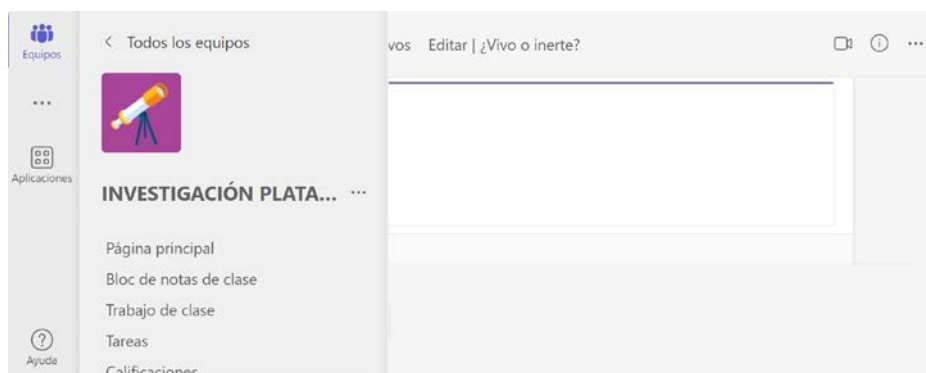 Equipos
Aplicaciones
Ayuda
Todos los equipos
INVESTIGACIÓN PLATA... ...
Página principal
Bloc de notas de clase
Trabajo de clase
Tareas
Calificaciones
vos Editar | ¿Vivo o inerte?